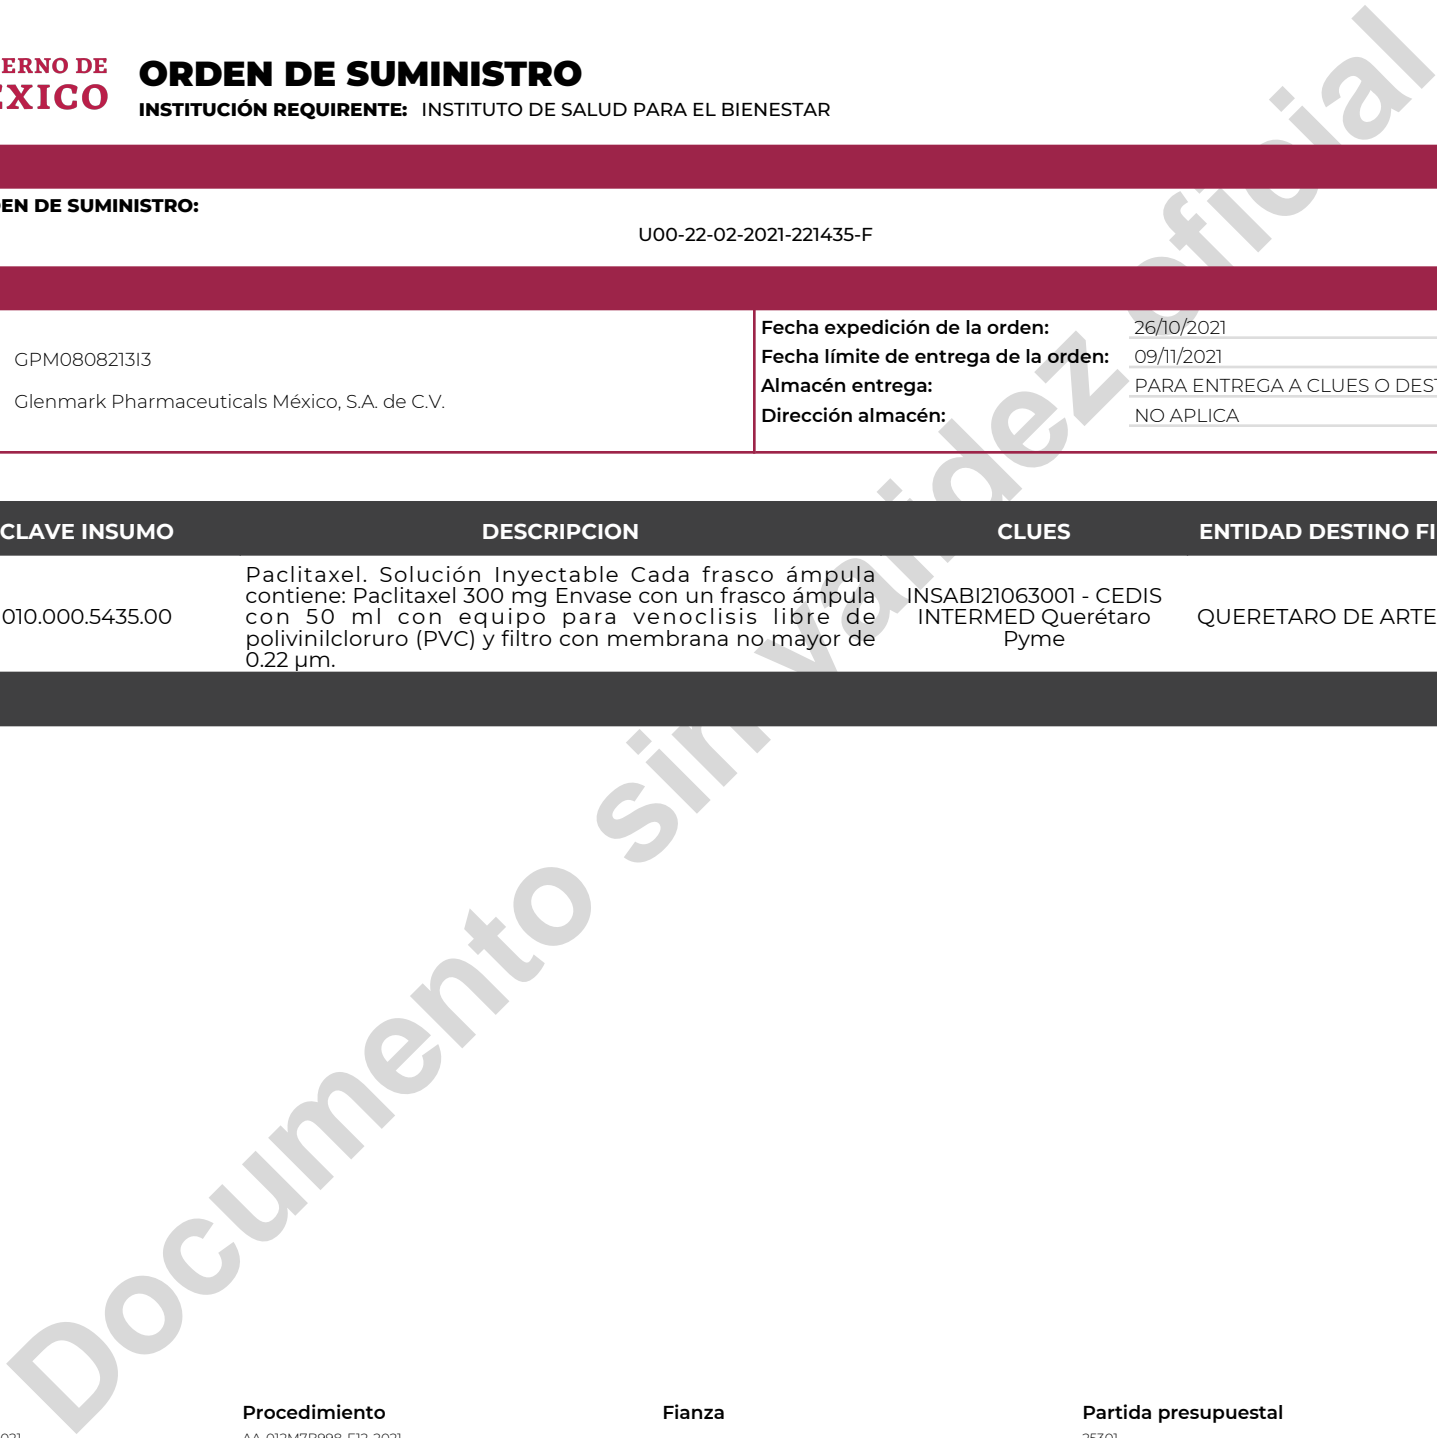 ERNO DE
ORDEN DE SUMINISTRO
INSTITUCIÓN REQUIRENTE: INSTITUTO DE SALUD PARA EL BIENESTAR
EN DE SUMINISTRO:
U00-22-02-2021-221435-F
GPM0808213I3
Glenmark Pharmaceuticals México, S.A. de C.V.
Fecha expedición de la orden: 26/10/2021
Fecha límite de entrega de la orden: 09/11/2021
Almacén entrega: PARA ENTREGA A CLUES O DEST
Dirección almacén: NO APLICA
CLAVE INSUMO DESCRIPCION CLUES ENTIDAD DESTINO FI
010.000.5435.00
Paclitaxel. Solución Inyectable Cada frasco ámpula
contiene: Paclitaxel 300 mg Envase con un frasco ámpula
con 50 ml con equipo para venoclisis libre de
polivinilcloruro (PVC) y filtro con membrana no mayor de
0.22 µm.
INSABI21063001 - CEDIS
INTERMED Querétaro
Pyme
QUERETARO DE ARTE
Documento sin validez oficial
Procedimiento Fianza Partida presupuestal